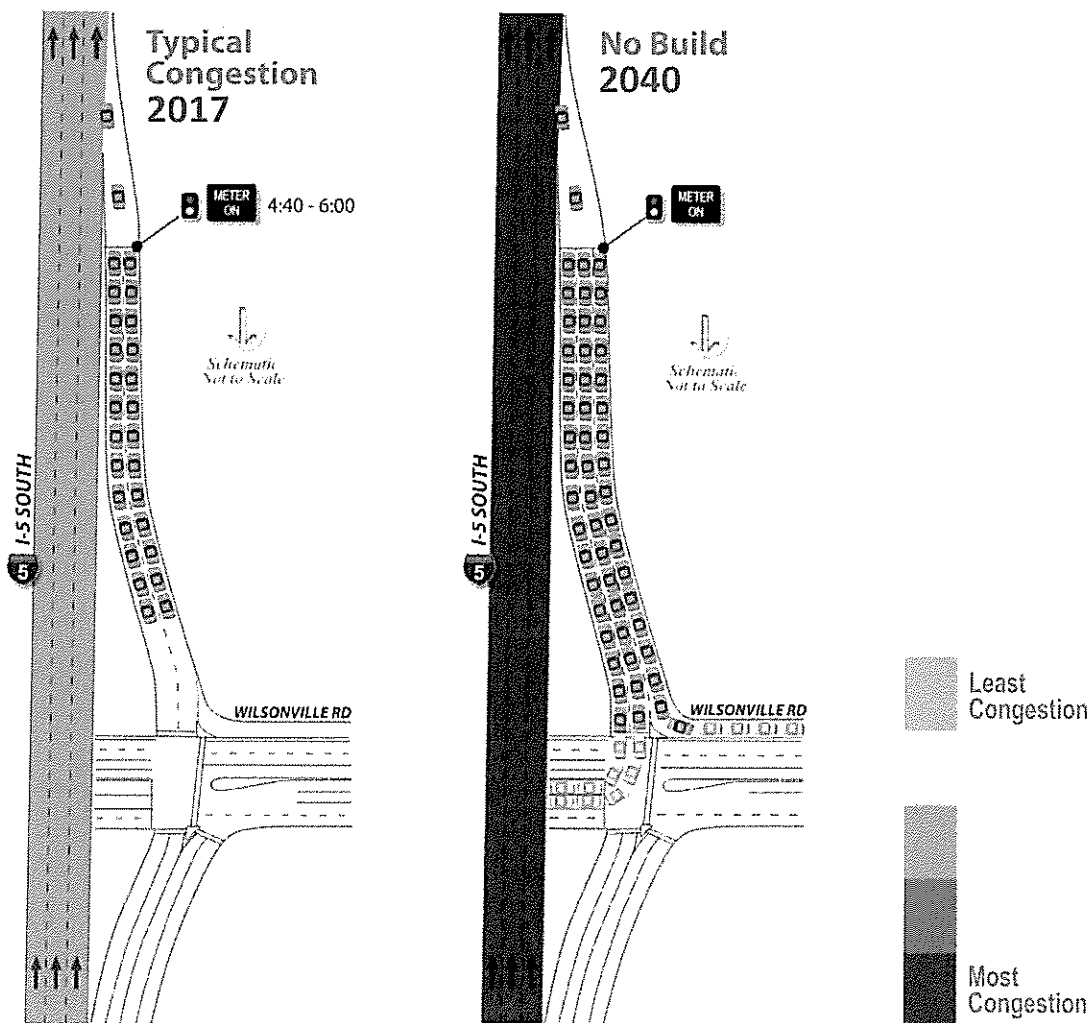 Typical
Congestion
2017
METER
ON
4:40 - 6:00
Schematic
Not to Scale
I-5 SOUTH
5
WILSONVILLE RD
No Build
2040
METER
ON
Schematic
Not to Scale
I-5 SOUTH
5
WILSONVILLE RD
Least
Congestion
Most
Congestion